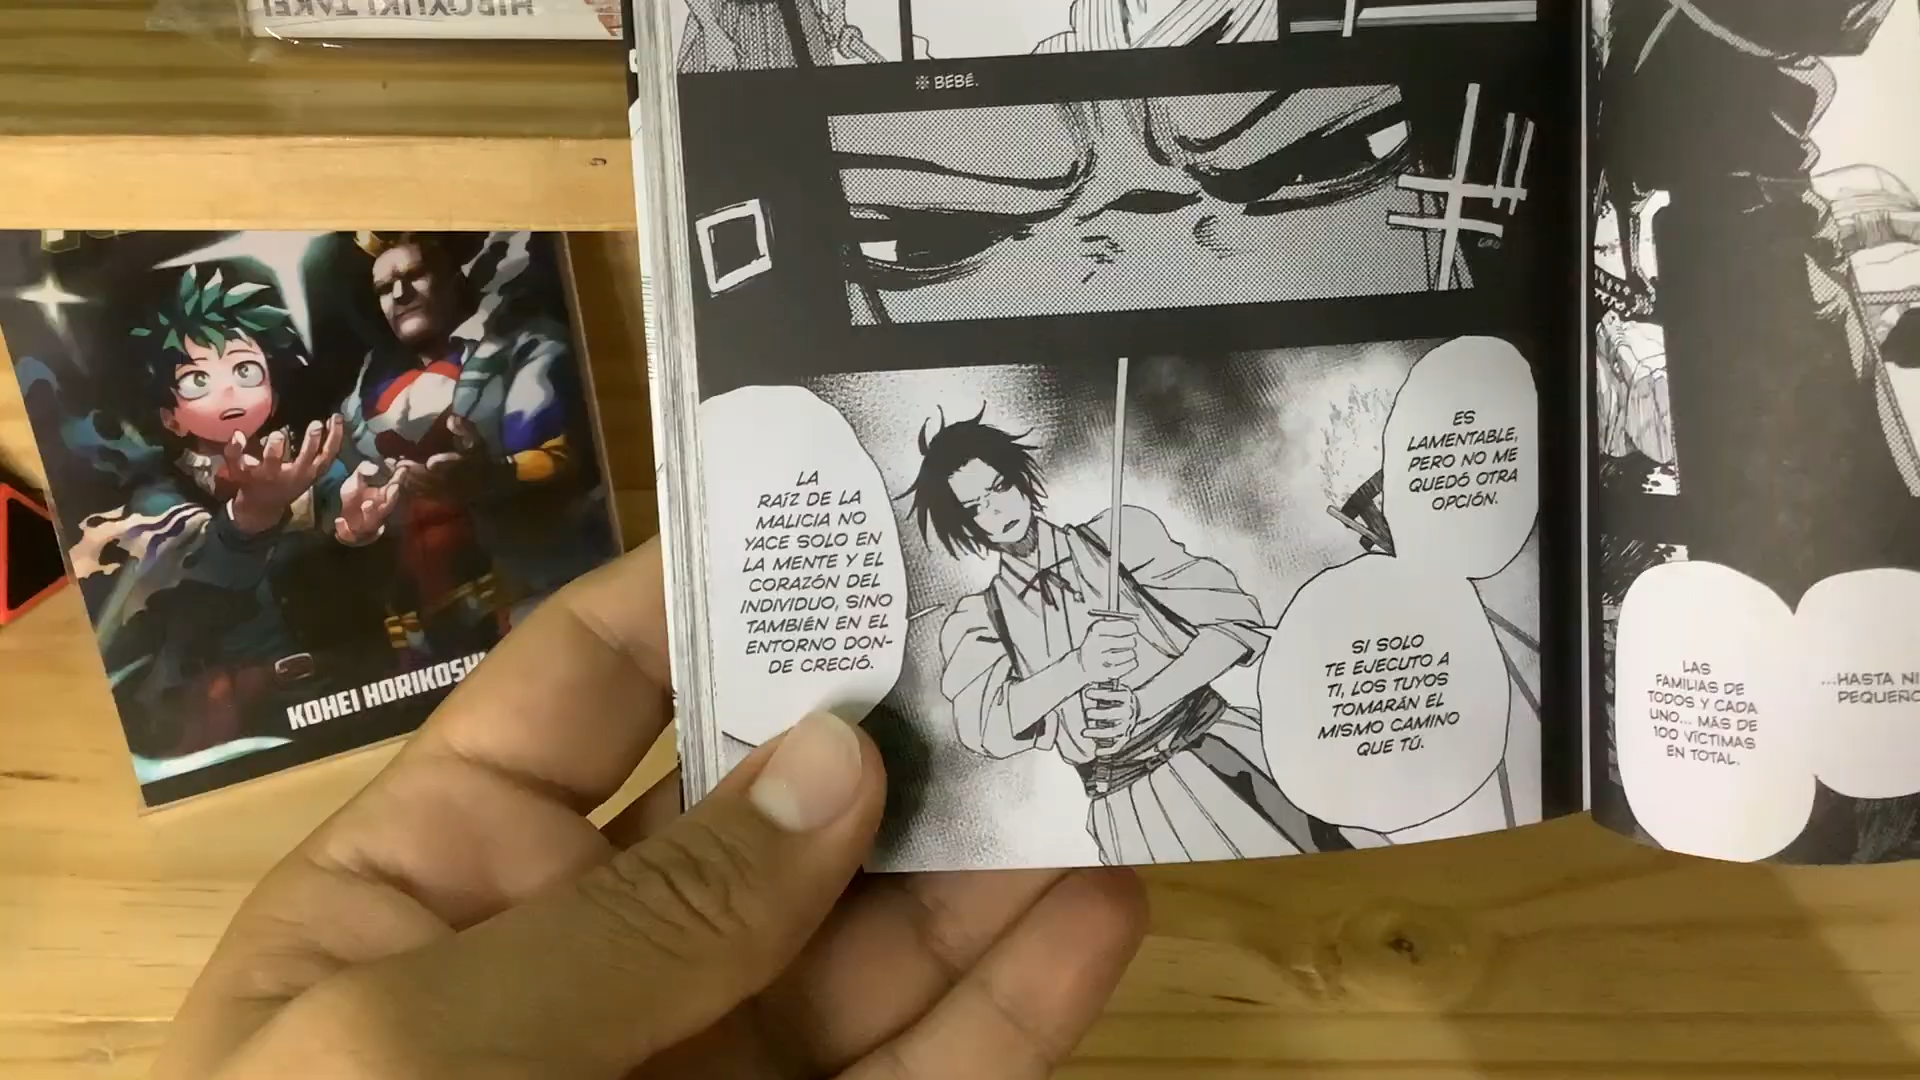 HIROYUKI TAKEI
※ BEBÉ.
ES
LAMENTABLE,
PERO NO ME
QUEDÓ OTRA
OPCIÓN.
SI SOLO
TE EJECUTO A
TI, LOS TUYOS
TOMARÁN EL
MISMO CAMINO
QUE TÚ.
LA
RAÍZ DE LA
MALICIA NO
YACE SOLO EN
LA MENTE Y EL
CORAZÓN DEL
INDIVIDUO, SINO
TAMBIÉN EN EL
ENTORNO DON-
DE CRECIÓ.
...HASTA NI
PEQUEÑO
LAS
FAMILIAS DE
TODOS Y CADA
UNO... MÁS DE
100 VÍCTIMAS
EN TOTAL.
KOHEI HORIKOSHI